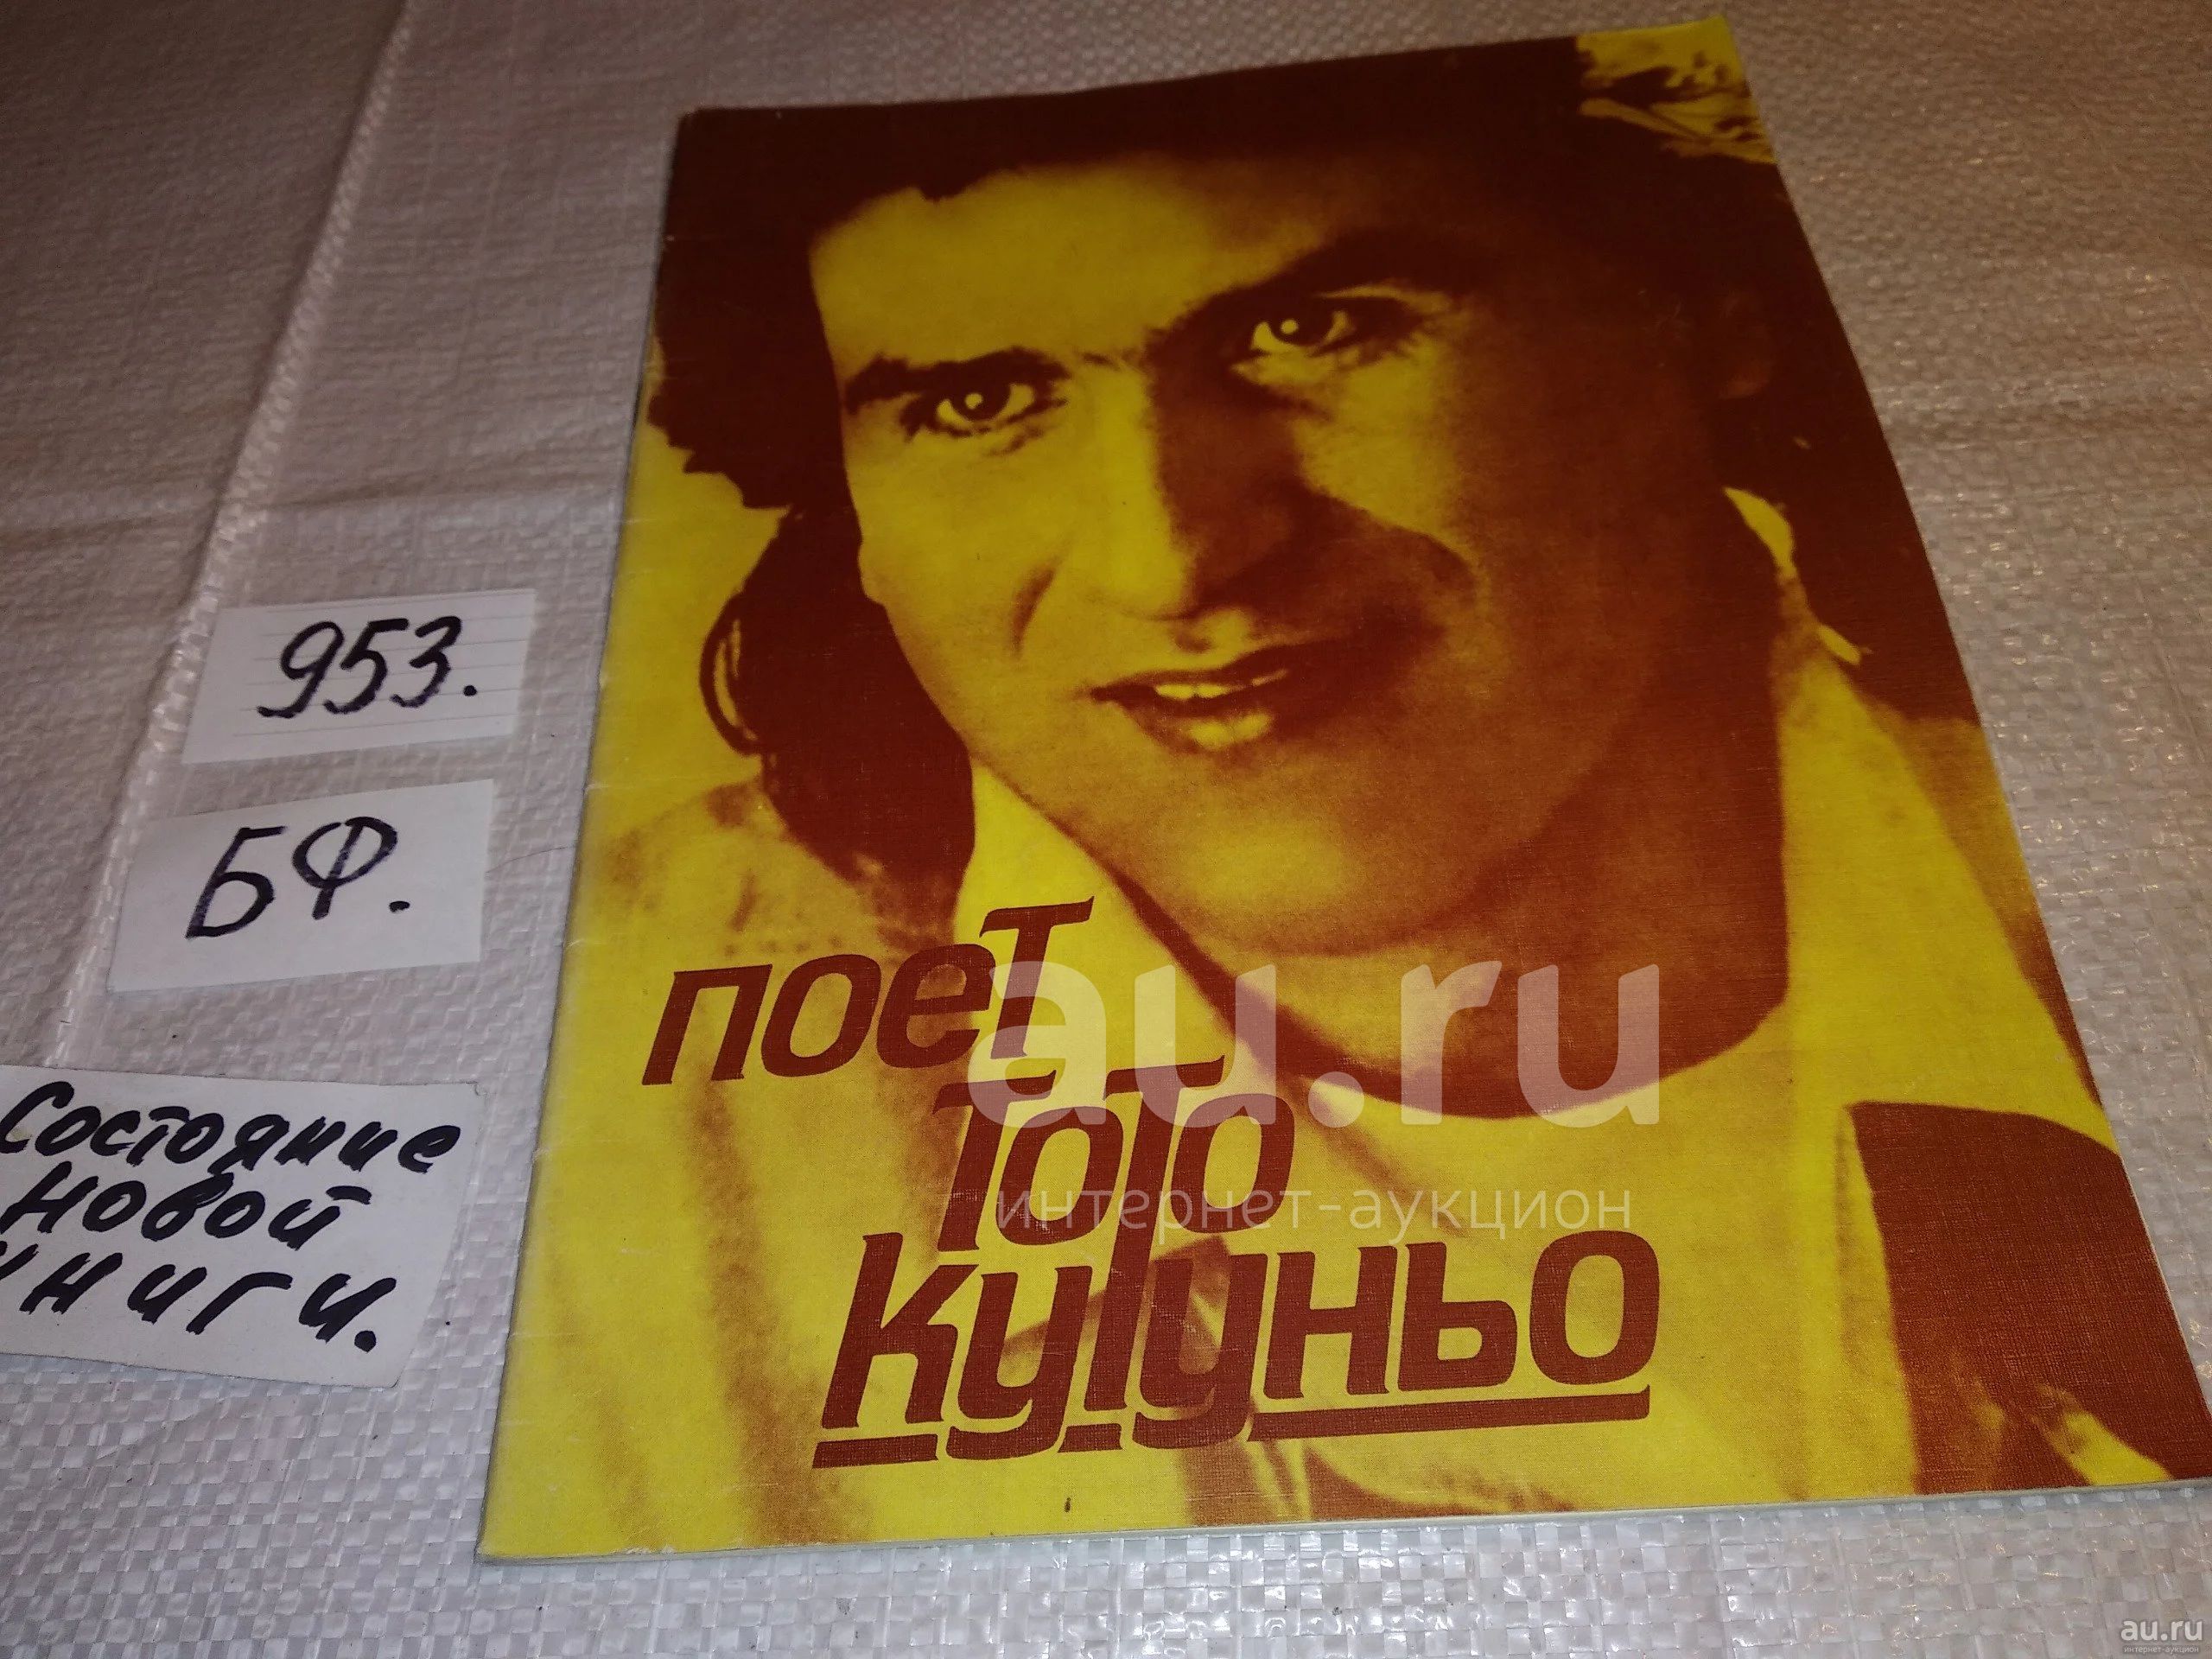 953.
БФ.
Состояние
новой
книги.
поет
Тото
Кутуньо
au.ru
интернет-аукцион
au.ru
интернет-аукцион